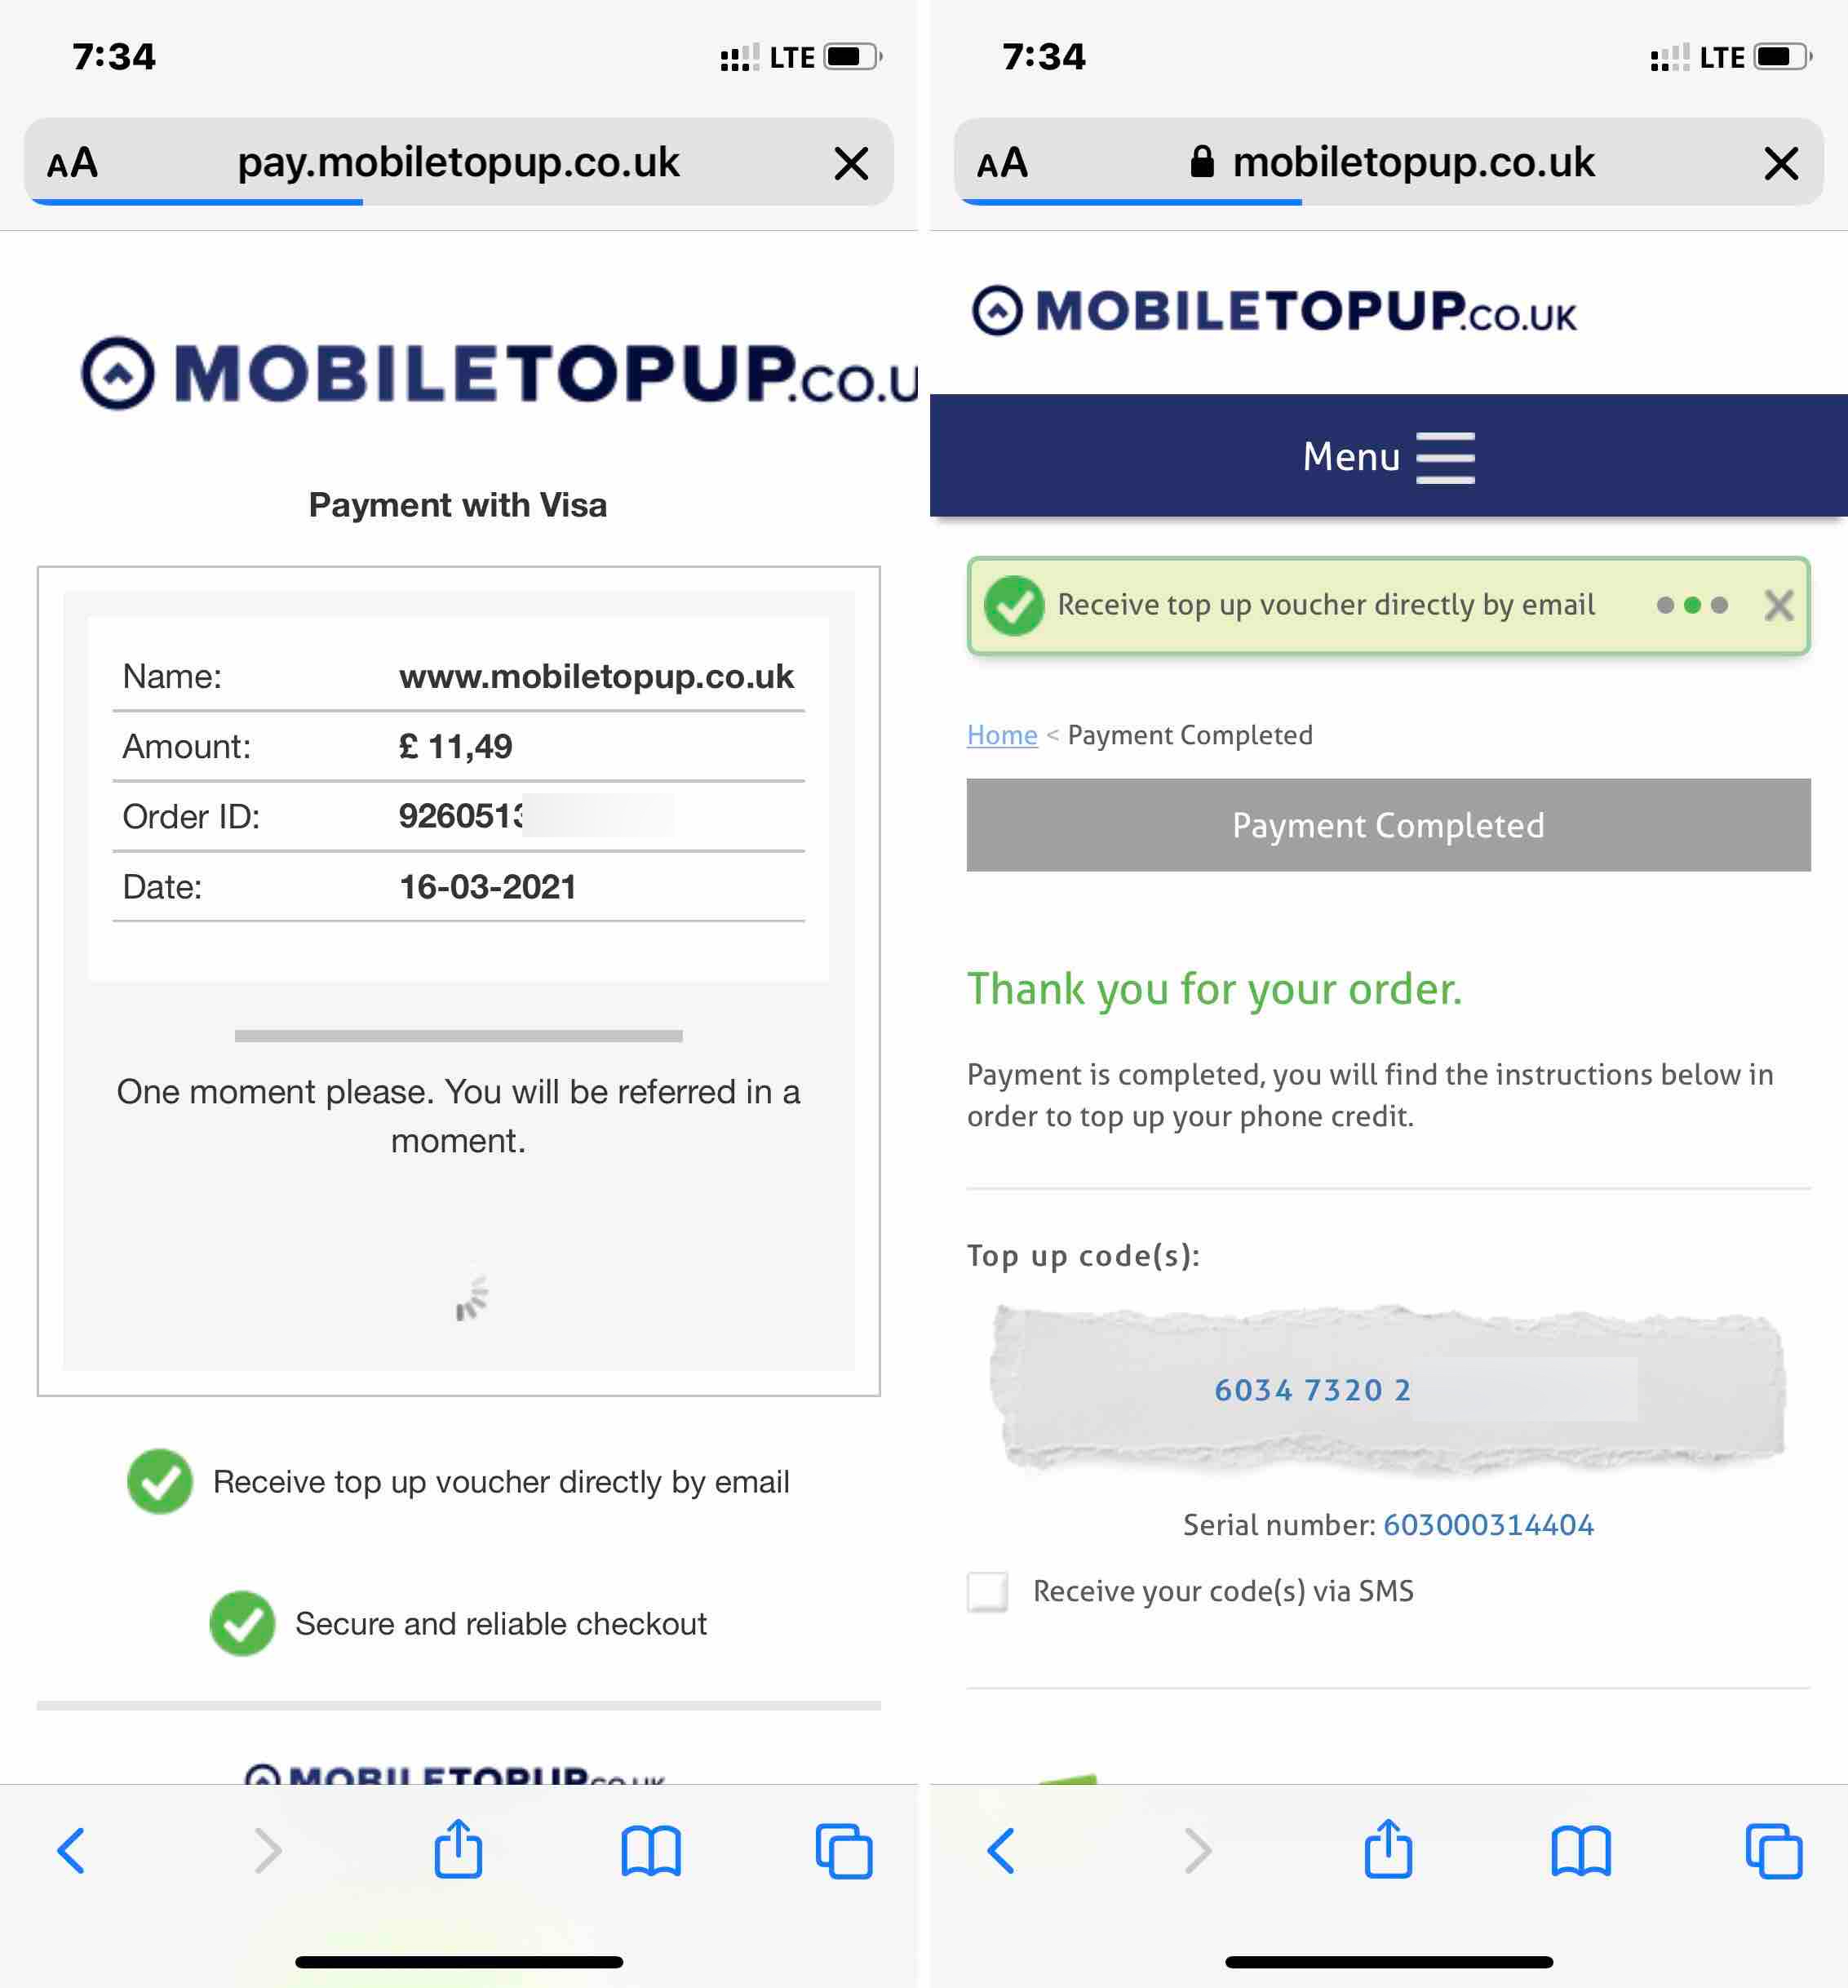 7:34
LTE
AA
pay.mobiletopup.co.uk
MOBILETOPUP.CO.U
Payment with Visa
Name: www.mobiletopup.co.uk
Amount: £ 11,49
Order ID: 9260513
Date: 16-03-2021
One moment please. You will be referred in a
moment.
Receive top up voucher directly by email
Secure and reliable checkout
MOBILETOPUP.CO.UK
7:34
LTE
AA
mobiletopup.co.uk
MOBILETOPUP.CO.UK
Menu
Receive top up voucher directly by email
Home < Payment Completed
Payment Completed
Thank you for your order.
Payment is completed, you will find the instructions below in
order to top up your phone credit.
Top up code(s):
6034 7320 2
Serial number: 603000314404
Receive your code(s) via SMS